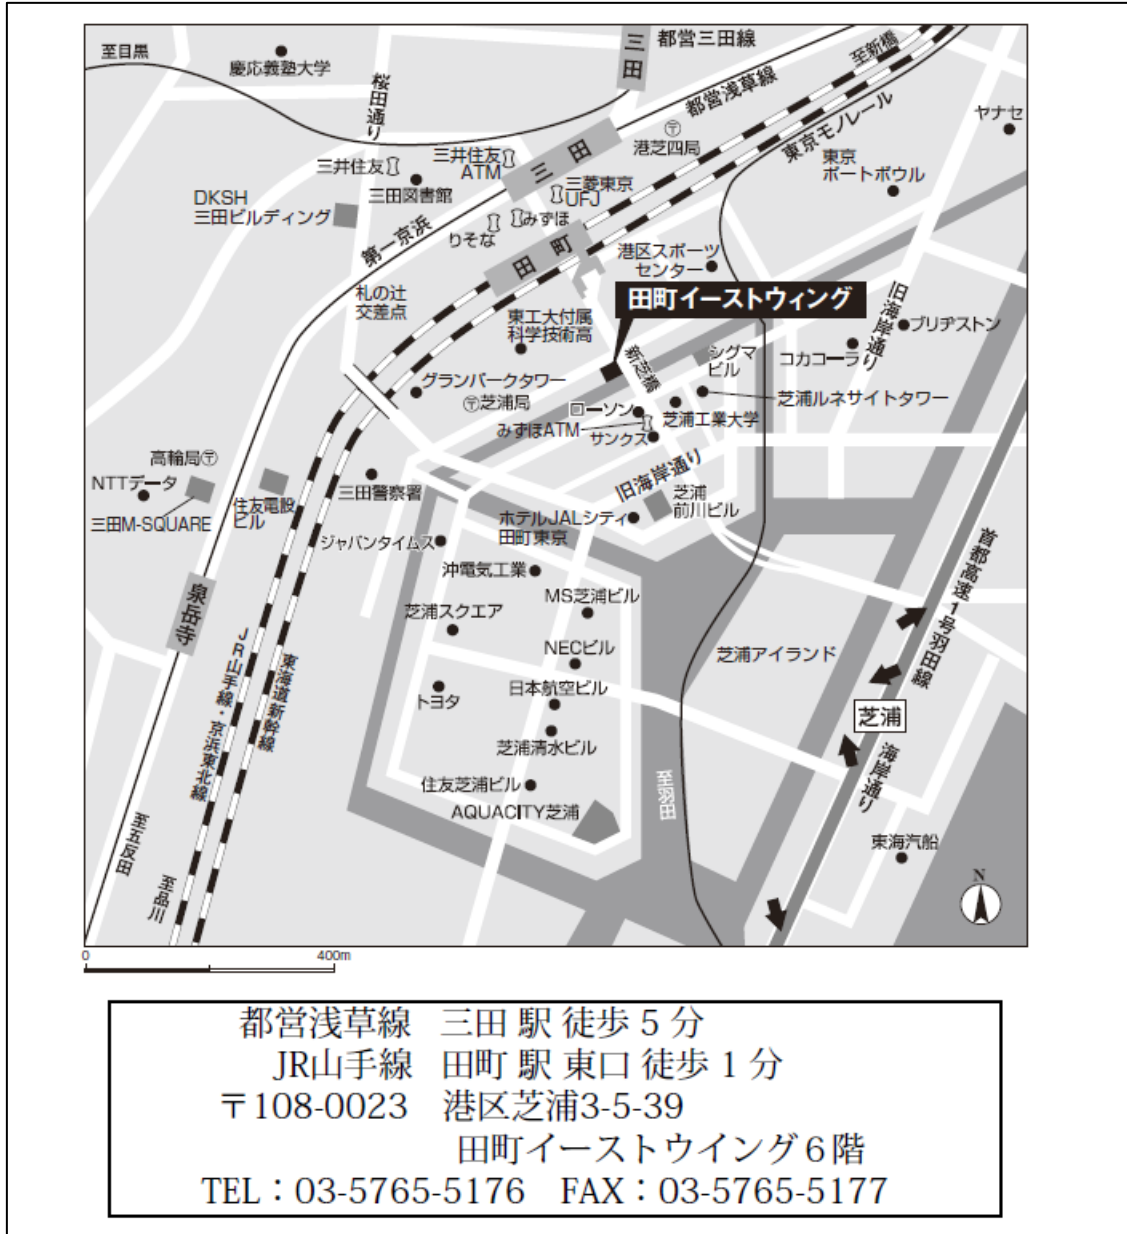 至目黒
慶応義塾大学
桜田通り
三田
都営三田線
至新橋
都営浅草線
東京モノレール
ヤナセ
〒
港芝四局
東京
ポートボウル
三井住友
三井住友
ATM
三田図書館
三田
三菱東京
UFJ
DKSH
三田ビルディング
りそな
みずほ
第一京浜
田町
港区スポーツ
センター
札の辻
交差点
田町イーストウィング
旧海岸通り
ブリヂストン
東工大付属
科学技術高
新芝橋
シグマ
ビル
コカコーラ
グランパークタワー
〒芝浦局
ローソン
芝浦工業大学
芝浦ルネサイトタワー
みずほATM
サンクス
高輪局〒
NTTデータ
三田M-SQUARE
住友電設
ビル
三田警察署
旧海岸通り
芝浦
前川ビル
ホテルJALシティ
田町東京
ジャパンタイムス
沖電気工業
首都高速1号羽田線
泉岳寺
芝浦スクエア
MS芝浦ビル
NECビル
芝浦アイランド
JR山手線・京浜東北線
東海道新幹線
トヨタ
日本航空ビル
芝浦
芝浦清水ビル
海岸通り
住友芝浦ビル
至羽田
AQUACITY芝浦
東海汽船
至五反田
至品川
N
0 400m
都営浅草線 三田 駅 徒歩 5 分
JR山手線 田町 駅 東口 徒歩 1 分
〒108-0023 港区芝浦3-5-39
田町イーストウイング６階
TEL：03-5765-5176 FAX：03-5765-5177